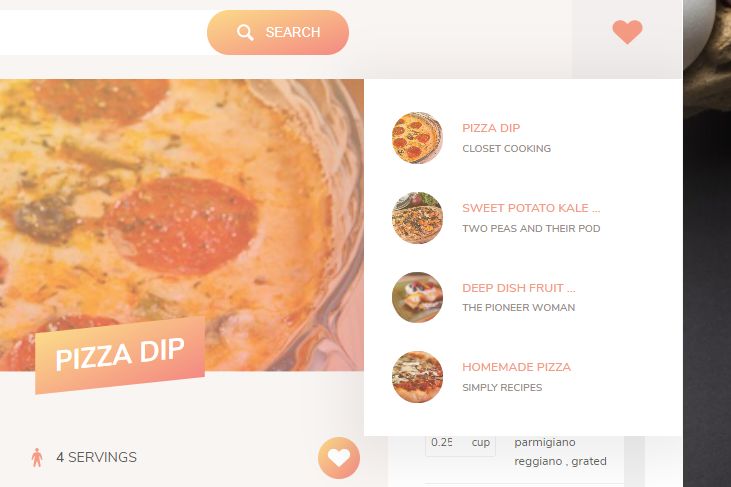 SEARCH
PIZZA DIP
CLOSET COOKING
SWEET POTATO KALE ...
TWO PEAS AND THEIR POD
DEEP DISH FRUIT ...
THE PIONEER WOMAN
HOMEMADE PIZZA
SIMPLY RECIPES
PIZZA DIP
4 SERVINGS
0.25 cup parmigiano
reggiano , grated